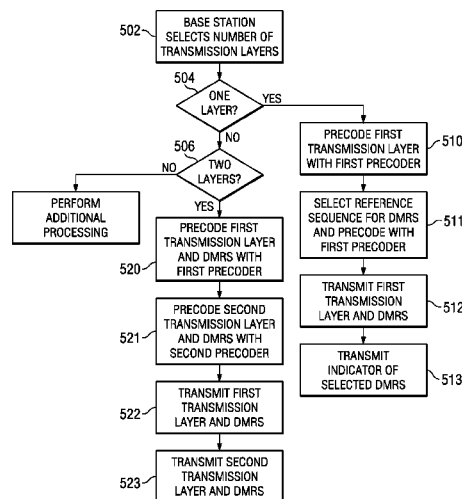 502
BASE STATION
SELECTS NUMBER OF
TRANSMISSION LAYERS
504
ONE
LAYER?
YES
NO
506
TWO
LAYERS?
NO
YES
PERFORM
ADDITIONAL
PROCESSING
PRECODE FIRST
TRANSMISSION LAYER
WITH FIRST PRECODER
510
SELECT REFERENCE
SEQUENCE FOR DMRS
AND PRECODE WITH
FIRST PRECODER
511
TRANSMIT FIRST
TRANSMISSION
LAYER AND DMRS
512
TRANSMIT
INDICATOR OF
SELECTED DMRS
513
PRECODE FIRST
TRANSMISSION LAYER
AND DMRS WITH
FIRST PRECODER
520
PRECODE SECOND
TRANSMISSION LAYER
AND DMRS WITH
SECOND PRECODER
521
TRANSMIT FIRST
TRANSMISSION
LAYER AND DMRS
522
TRANSMIT SECOND
TRANSMISSION
LAYER AND DMRS
523